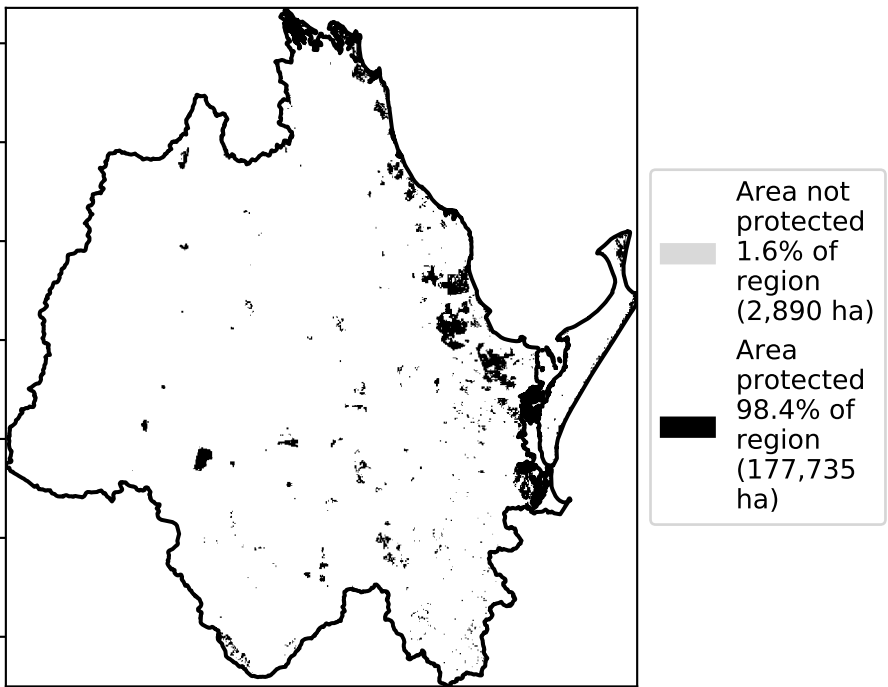 Area not
protected
1.6% of
region
(2,890 ha)
Area
protected
98.4% of
region
(177,735
ha)